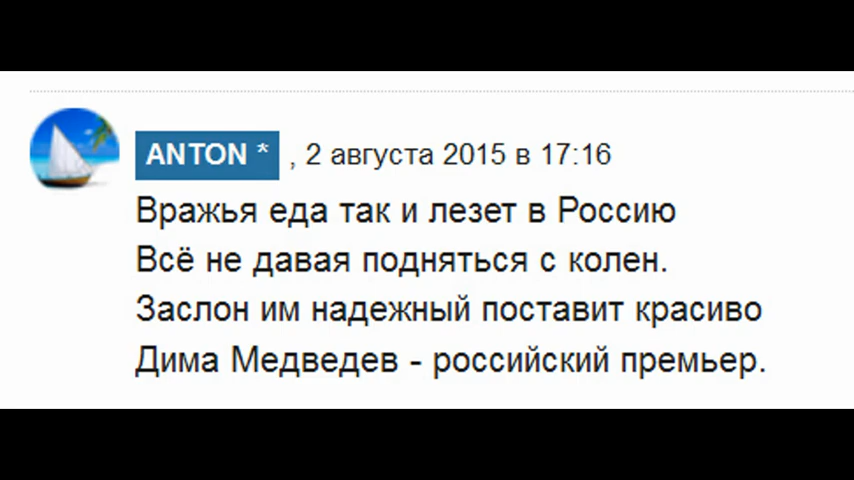 ANTON * , 2 августа 2015 в 17:16
Вражья еда так и лезет в Россию
Всё не давая подняться с колен.
Заслон им надежный поставит красиво
Дима Медведев - российский премьер.